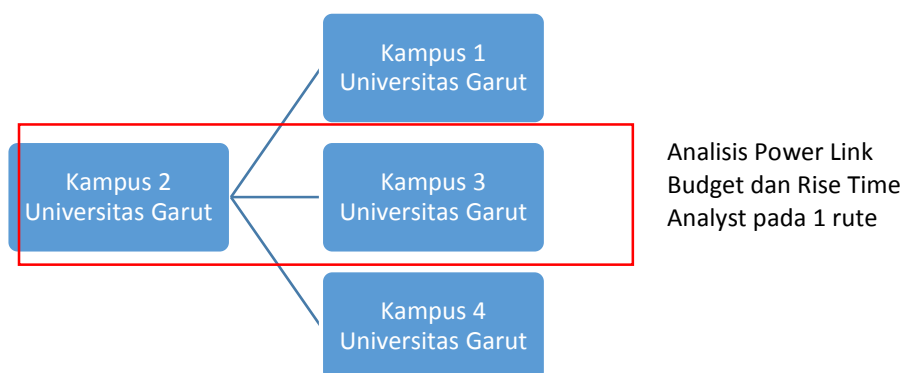 Kampus 1
Universitas Garut
Kampus 2
Universitas Garut
Kampus 3
Universitas Garut
Kampus 4
Universitas Garut
Analisis Power Link
Budget dan Rise Time
Analyst pada 1 rute